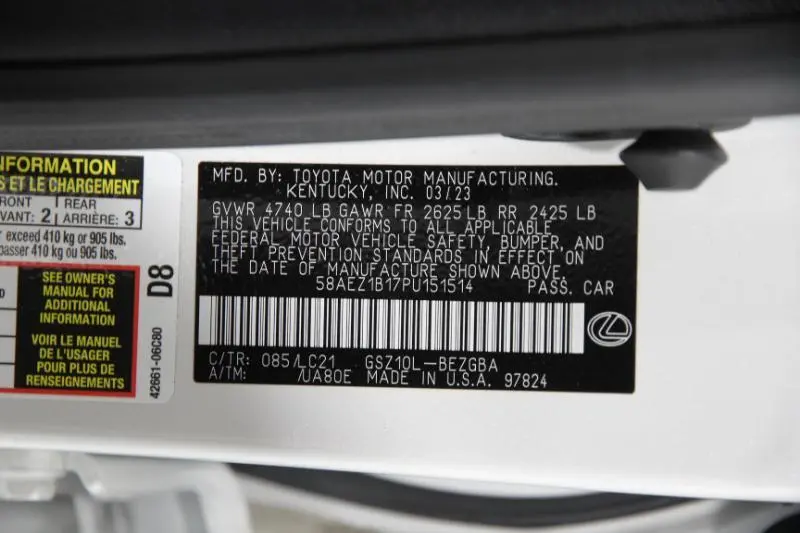 NFORMATION
S ET LE CHARGEMENT
FRONT
VANT: 2
REAR
ARRIÈRE: 3
exceed 410 kg or 905 lbs.
passer 410 kg ou 905 lbs.
SEE OWNER'S
MANUAL FOR
ADDITIONAL
INFORMATION
VOIR LE MANUEL
DE L'USAGER
POUR PLUS DE
RENSEIGNEMENTS
D8
42661-06C80
MFD. BY: TOYOTA MOTOR MANUFACTURING.
KENTUCKY, INC. 03/23
GVWR 4740 LB GAWR FR 2625 LB RR 2425 LB
THIS VEHICLE CONFORMS TO ALL APPLICABLE
FEDERAL MOTOR VEHICLE SAFETY, BUMPER, AND
THEFT PREVENTION STANDARDS IN EFFECT ON
THE DATE OF MANUFACTURE SHOWN ABOVE.
58AEZ1B17PU151514 PASS. CAR
C/TR: 085/LC21 GSZ10L-BEZGBA
A/TM: /UA80E MADE IN U.S.A. 97824